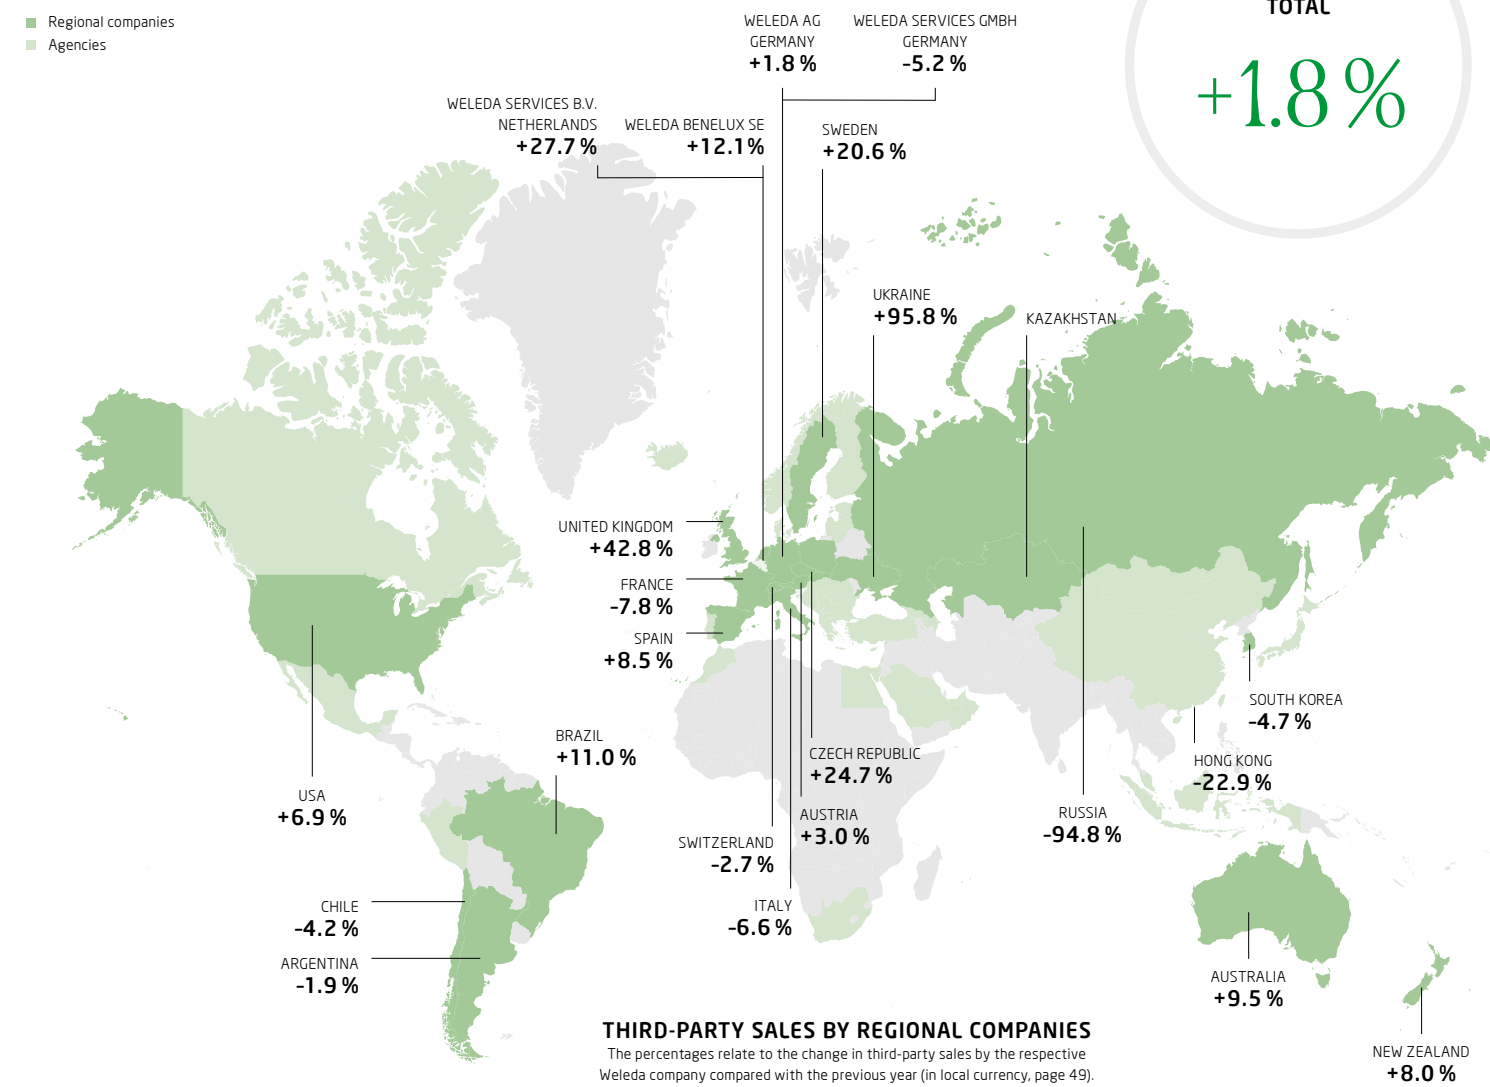 Regional companies
Agencies
TOTAL
+1.8 %
WELEDA AG
GERMANY
+1.8 %
WELEDA SERVICES GMBH
GERMANY
-5.2 %
WELEDA SERVICES B.V.
NETHERLANDS
+27.7 %
WELEDA BENELUX SE
+12.1 %
SWEDEN
+20.6 %
UKRAINE
+95.8 %
KAZAKHSTAN
UNITED KINGDOM
+42.8 %
FRANCE
-7.8 %
SPAIN
+8.5 %
SOUTH KOREA
-4.7 %
HONG KONG
-22.9 %
BRAZIL
+11.0 %
CZECH REPUBLIC
+24.7 %
USA
+6.9 %
AUSTRIA
+3.0 %
RUSSIA
-94.8 %
SWITZERLAND
-2.7 %
ITALY
-6.6 %
CHILE
-4.2 %
ARGENTINA
-1.9 %
AUSTRALIA
+9.5 %
NEW ZEALAND
+8.0 %
THIRD-PARTY SALES BY REGIONAL COMPANIES
The percentages relate to the change in third-party sales by the respective
Weleda company compared with the previous year (in local currency, page 49).